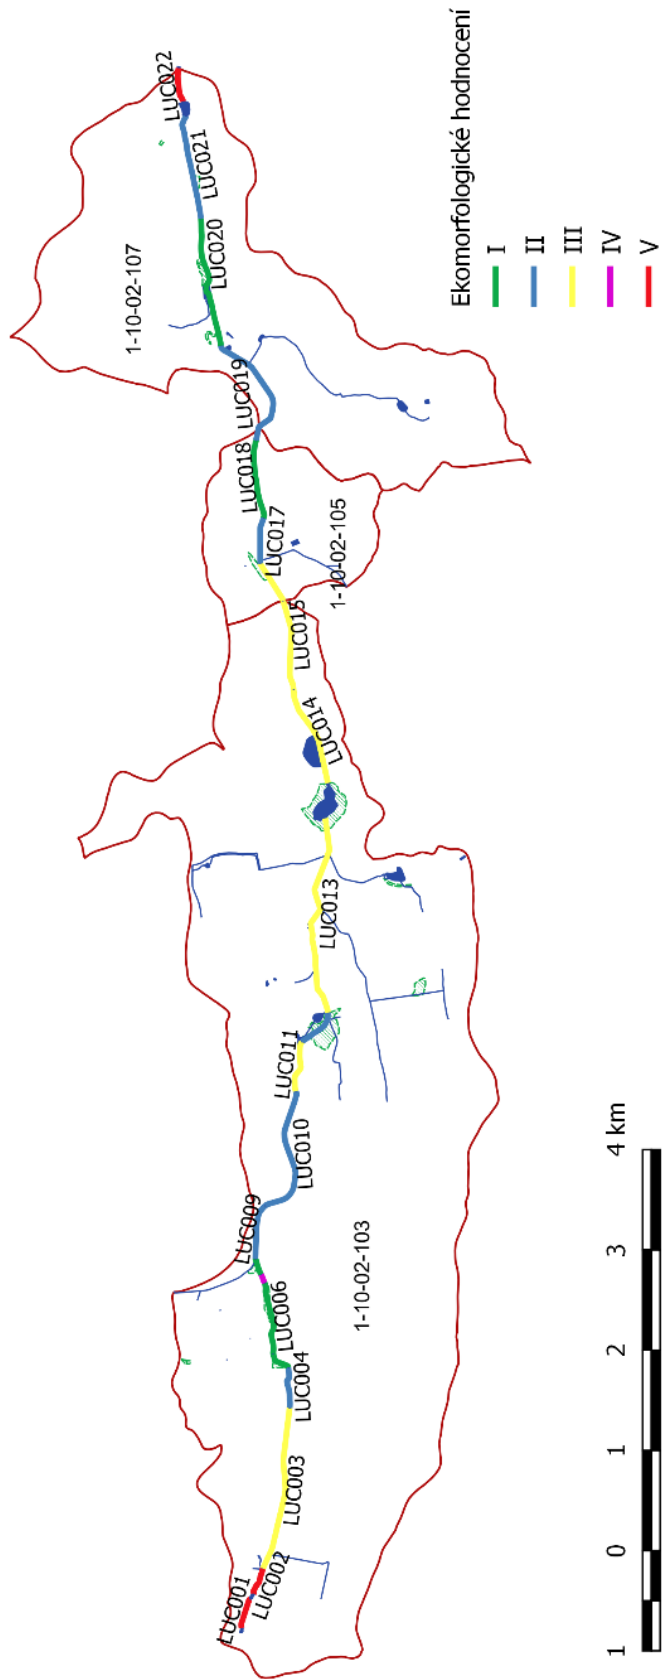 LUC022
LUC021
LUC020
1-10-02-107
LUC019
LUC018
LUC017
1-10-02-105
LUC015
LUC014
LUC013
LUC011
LUC010
LUC009
1-10-02-103
LUC006
LUC004
LUC003
LUC002
LUC001
Ekomorfologické hodnocení
I
II
III
IV
V
1 0 1 2 3 4 km